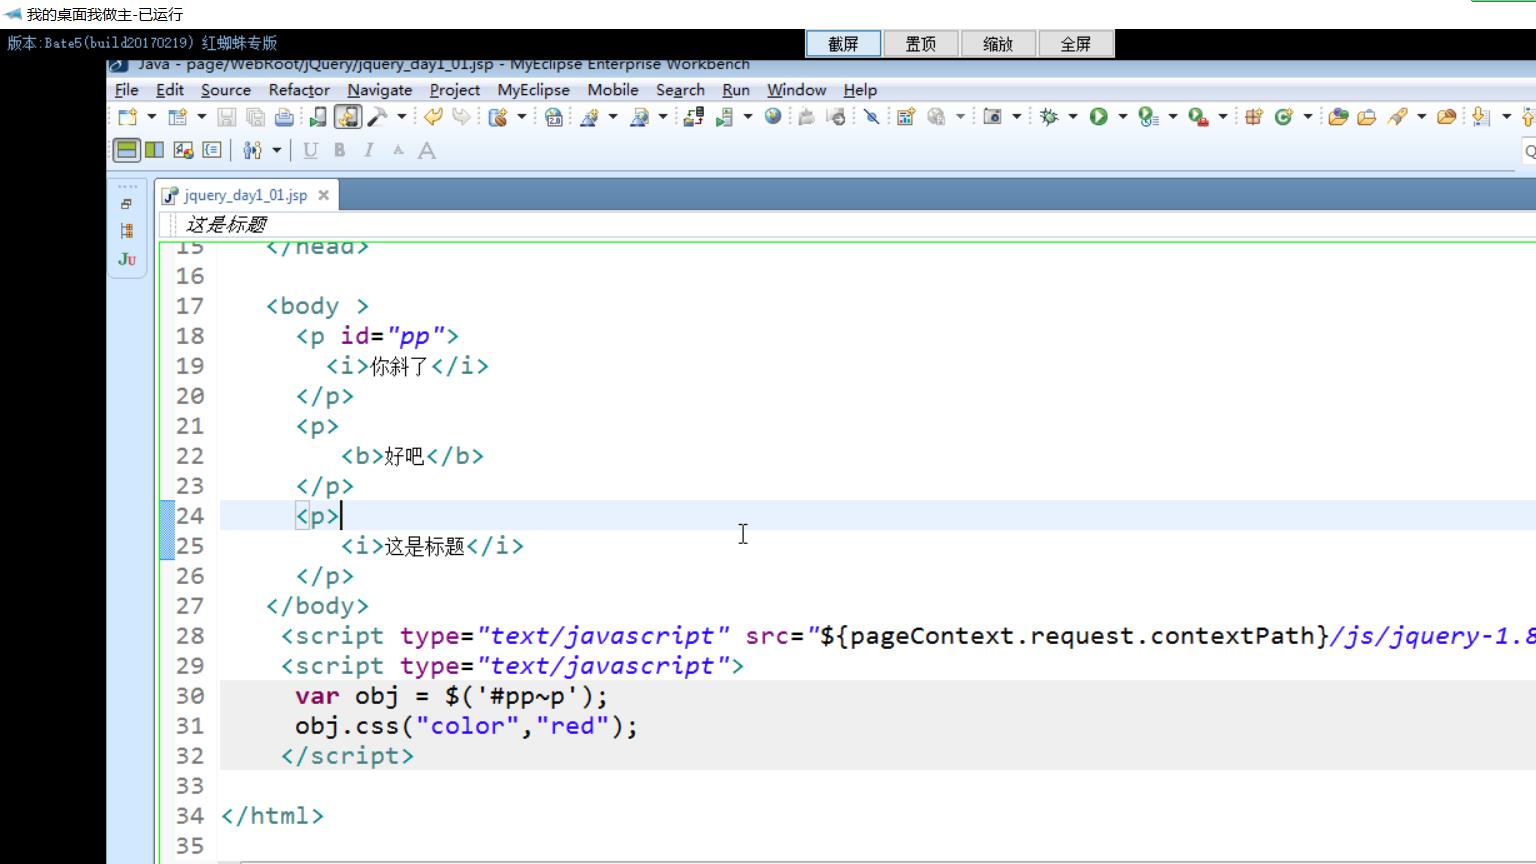 我的桌面我做主-已运行
版本:Bate5(build20170219) 红蜘蛛专版
截屏 置顶 缩放 全屏
Java - page/WebRoot/jQuery/jquery_day1_01.jsp - MyEclipse Enterprise Workbench
File Edit Source Refactor Navigate Project MyEclipse Mobile Search Run Window Help
U B I A A
jquery_day1_01.jsp
这是标题
JU
15 </head>
16
17 <body >
18 <p id="pp">
19 <i>你斜了</i>
20 </p>
21 <p>
22 <b>好吧</b>
23 </p>
24 <p>
25 <i>这是标题</i>
26 </p>
27 </body>
28 <script type="text/javascript" src="${pageContext.request.contextPath}/js/jquery-1.8
29 <script type="text/javascript">
30 var obj = $('#pp~p');
31 obj.css("color","red");
32 </script>
33
34 </html>
35